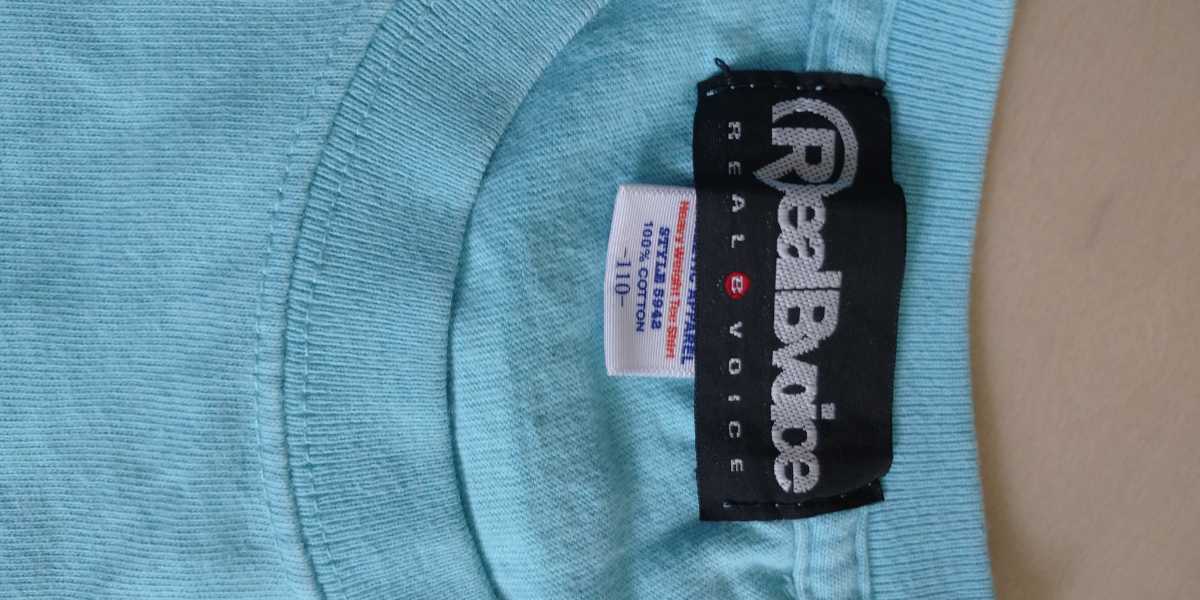 RealBvoice
REAL B VOICE
APPAREL
Heavy Weight Tee-Shirt
STYLE 5942
100% COTTON
-110-